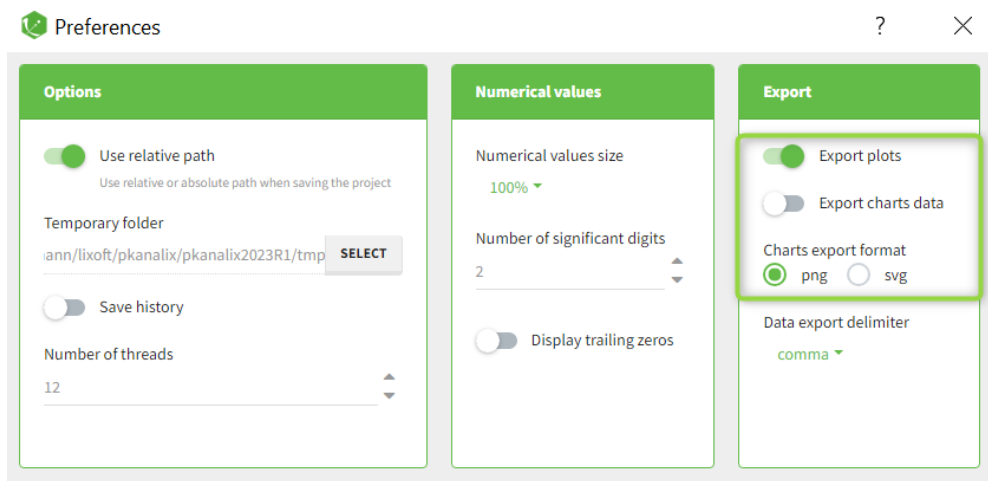 Preferences
?
Options
Use relative path
Use relative or absolute path when saving the project
Temporary folder
ann/lixoft/pkanalix/pkanalix2023R1/tmp
SELECT
Save history
Number of threads
12
Numerical values
Numerical values size
100%
Number of significant digits
2
Display trailing zeros
Export
Export plots
Export charts data
Charts export format
png svg
Data export delimiter
comma